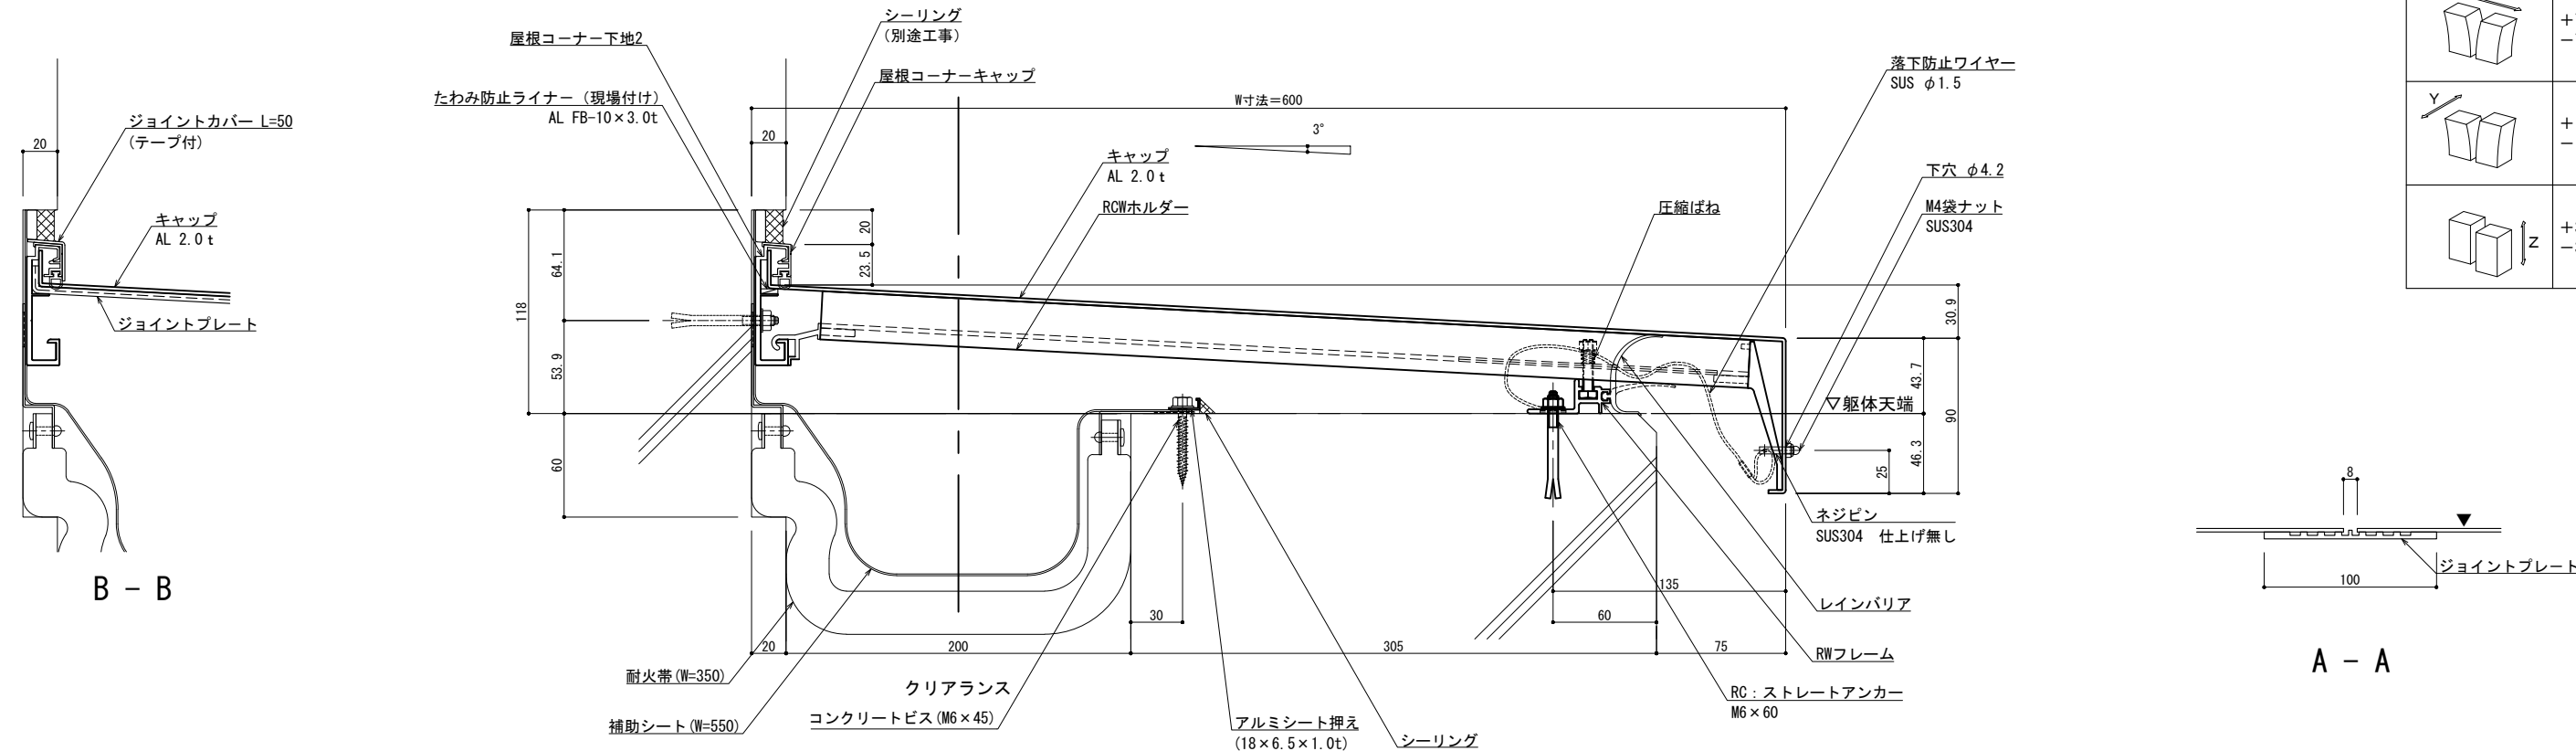 20
ジョイントカバー L=50
(テープ付)
キャップ
AL 2.0t
ジョイントプレート
B - B
シーリング
(別途工事)
屋根コーナー下地2
屋根コーナーキャップ
たわみ防止ライナー (現場付け)
AL FB-10×3.0t
W寸法=600
20
3°
キャップ
AL 2.0t
RCWホルダー
圧縮ばね
落下防止ワイヤー
SUS φ1.5
下穴 φ4.2
M4袋ナット
SUS304
20
23.5
64.1
118
53.9
60
30.9
43.7
▽躯体天端
90
46.3
25
ネジピン
SUS304 仕上げ無し
135
レインバリア
60
30
20
200
305
75
RWフレーム
耐火帯(W=350)
クリアランス
RC:ストレートアンカー
M6×60
補助シート(W=550)
コンクリートビス(M6×45)
アルミシート押え
(18×6.5×1.0t)
シーリング
8
ジョイントプレート
100
A - A
+
-
Y
+
-
Z
+
-